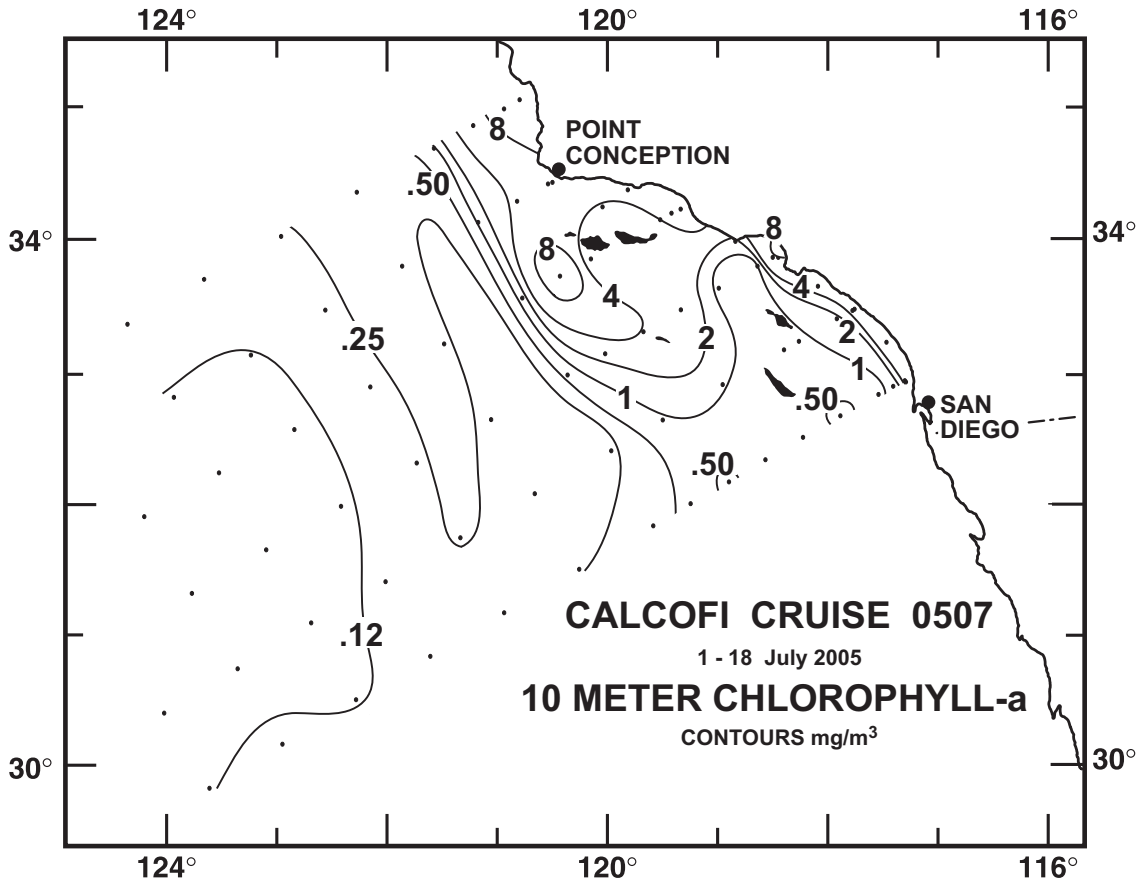 124° 120° 116°
8
POINT
CONCEPTION
.50
34° 34°
8
8
4
4
.25
2
2
1
1
.50
SAN
DIEGO
.50
CALCOFI CRUISE 0507
.12
1 - 18 July 2005
10 METER CHLOROPHYLL-a
CONTOURS mg/m³
30° 30°
124° 120° 116°